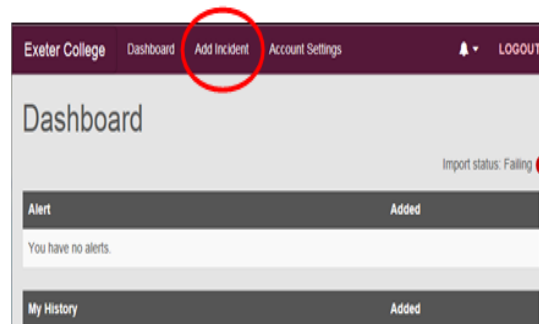 Exeter College Dashboard Add Incident Account Settings LOGOUT
Dashboard
Import status: Failing
Alert Added
You have no alerts.
My History Added